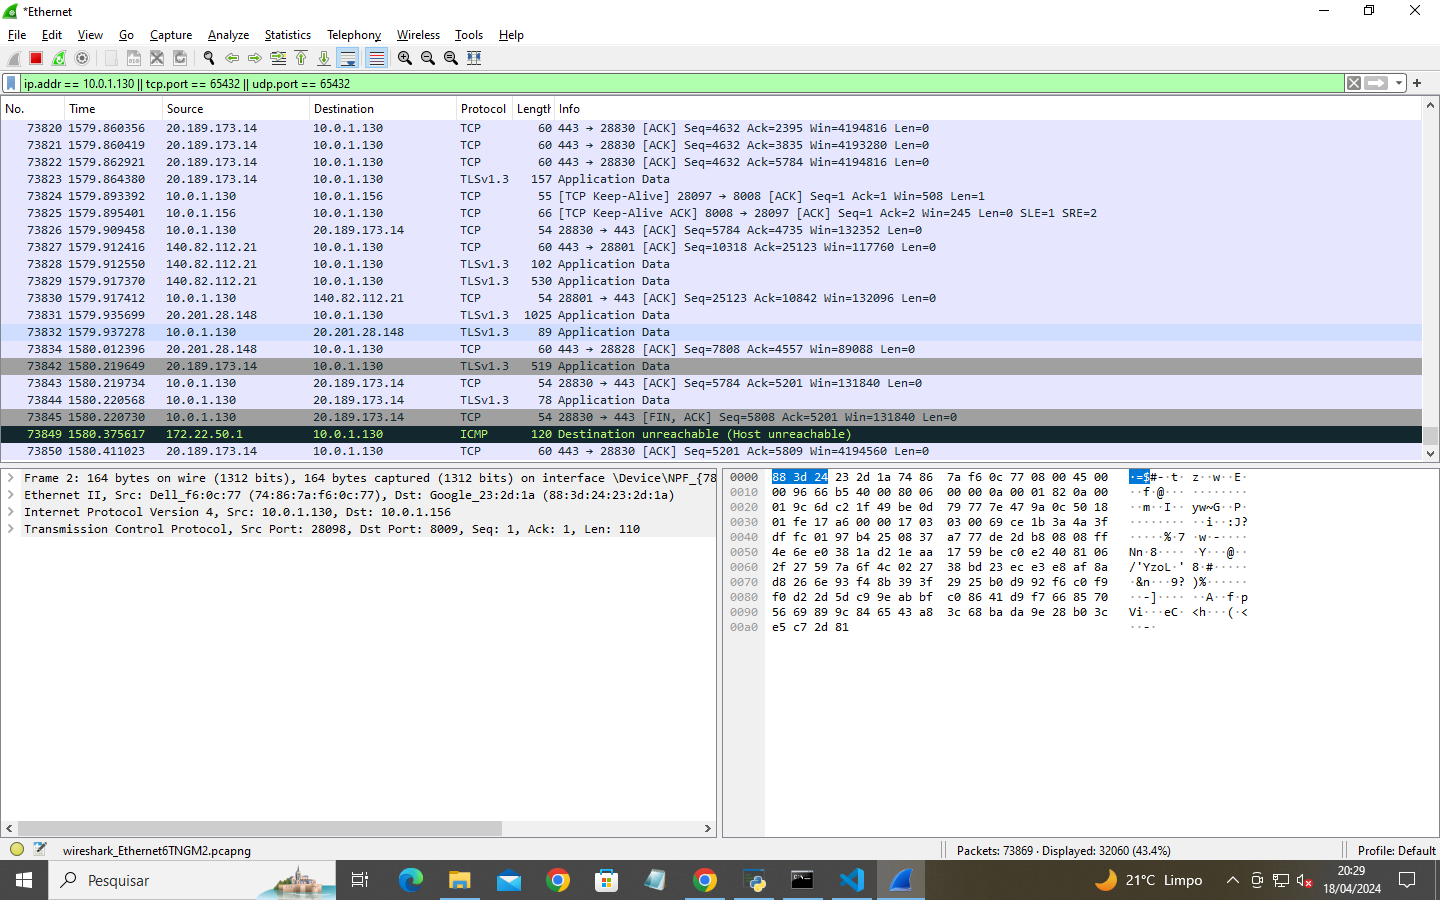 *Ethernet
File Edit View Go Capture Analyze Statistics Telephony Wireless Tools Help
ip.addr == 10.0.1.130 || tcp.port == 65432 || udp.port == 65432
No. Time Source Destination Protocol Length Info
73820 1579.860356 20.189.173.14 10.0.1.130 TCP 60 443 → 28830 [ACK] Seq=4632 Ack=2395 Win=4194816 Len=0
73821 1579.860419 20.189.173.14 10.0.1.130 TCP 60 443 → 28830 [ACK] Seq=4632 Ack=3835 Win=4193280 Len=0
73822 1579.862921 20.189.173.14 10.0.1.130 TCP 60 443 → 28830 [ACK] Seq=4632 Ack=5784 Win=4194816 Len=0
73823 1579.864380 20.189.173.14 10.0.1.130 TLSv1.3 157 Application Data
73824 1579.893392 10.0.1.130 10.0.1.156 TCP 55 [TCP Keep-Alive] 28097 → 8008 [ACK] Seq=1 Ack=1 Win=508 Len=1
73825 1579.895401 10.0.1.156 10.0.1.130 TCP 66 [TCP Keep-Alive ACK] 8008 → 28097 [ACK] Seq=1 Ack=2 Win=245 Len=0 SLE=1 SRE=2
73826 1579.909458 10.0.1.130 20.189.173.14 TCP 54 28830 → 443 [ACK] Seq=5784 Ack=4735 Win=132352 Len=0
73827 1579.912416 140.82.112.21 10.0.1.130 TCP 60 443 → 28801 [ACK] Seq=10318 Ack=25123 Win=117760 Len=0
73828 1579.912550 140.82.112.21 10.0.1.130 TLSv1.3 102 Application Data
73829 1579.917370 140.82.112.21 10.0.1.130 TLSv1.3 530 Application Data
73830 1579.917412 10.0.1.130 140.82.112.21 TCP 54 28801 → 443 [ACK] Seq=25123 Ack=10842 Win=132096 Len=0
73831 1579.935699 20.201.28.148 10.0.1.130 TLSv1.3 1025 Application Data
73832 1579.937278 10.0.1.130 20.201.28.148 TLSv1.3 89 Application Data
73834 1580.012396 20.201.28.148 10.0.1.130 TCP 60 443 → 28828 [ACK] Seq=7808 Ack=4557 Win=89088 Len=0
73842 1580.219649 20.189.173.14 10.0.1.130 TLSv1.3 519 Application Data
73843 1580.219734 10.0.1.130 20.189.173.14 TCP 54 28830 → 443 [ACK] Seq=5784 Ack=5201 Win=131840 Len=0
73844 1580.220568 10.0.1.130 20.189.173.14 TLSv1.3 78 Application Data
73845 1580.220730 10.0.1.130 20.189.173.14 TCP 54 28830 → 443 [FIN, ACK] Seq=5808 Ack=5201 Win=131840 Len=0
73849 1580.375617 172.22.50.1 10.0.1.130 ICMP 120 Destination unreachable (Host unreachable)
73850 1580.411023 20.189.173.14 10.0.1.130 TCP 60 443 → 28830 [ACK] Seq=5201 Ack=5809 Win=4194560 Len=0
Frame 2: 164 bytes on wire (1312 bits), 164 bytes captured (1312 bits) on interface \Device\NPF_{78
Ethernet II, Src: Dell_f6:0c:77 (74:86:7a:f6:0c:77), Dst: Google_23:2d:1a (88:3d:24:23:2d:1a)
Internet Protocol Version 4, Src: 10.0.1.130, Dst: 10.0.1.156
Transmission Control Protocol, Src Port: 28098, Dst Port: 8009, Seq: 1, Ack: 1, Len: 110
0000 88 3d 24 23 2d 1a 74 86 7a f6 0c 77 08 00 45 00 ·=$#-·t· z··w··E·
0010 00 96 66 b5 40 00 80 06 00 00 0a 00 01 82 0a 00 ··f·@··· ········
0020 01 9c 6d c2 1f 49 be 0d 79 77 7e 47 9a 0c 50 18 ··m··I·· yw~G··P·
0030 01 fe 17 a6 00 00 17 03 03 00 69 ce 1b 3a 4a 3f ········ ··i··:J?
0040 df fc 01 97 b4 25 08 37 a7 77 de 2d b8 08 08 ff ·····%·7 ·w·-····
0050 4e 6e e0 38 1a d2 1e aa 17 59 be c0 e2 40 81 06 Nn·8···· ·Y···@··
0060 2f 27 59 7a 6f 4c 02 27 38 bd 23 ec e3 e8 af 8a /'YzoL·' 8·#·····
0070 d8 26 6e 93 f4 8b 39 3f 29 25 b0 d9 92 f6 c0 f9 ·&n···9? )%······
0080 f0 d2 2d 5d c9 9e ab bf c0 86 41 d9 f7 66 85 70 ··-]···· ··A··f·p
0090 56 69 89 9c 84 65 43 a8 3c 68 ba da 9e 28 b0 3c Vi···eC· <h···(·<
00a0 e5 c7 2d 81 ··-·
wireshark_Ethernet6TNGM2.pcapng Packets: 73869 · Displayed: 32060 (43.4%) Profile: Default
Pesquisar 21°C Limpo 20:29
18/04/2024